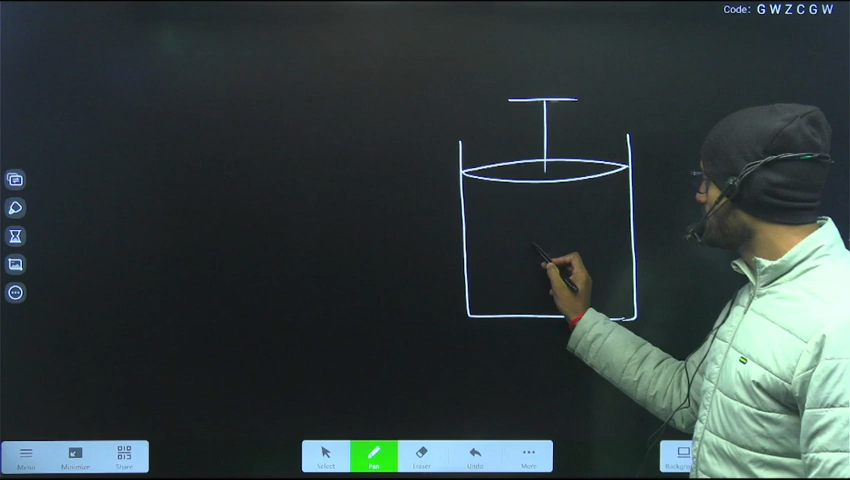 Code: GWZCGW
Menu
Minimize
Share
Select
Pen
Eraser
Undo
More